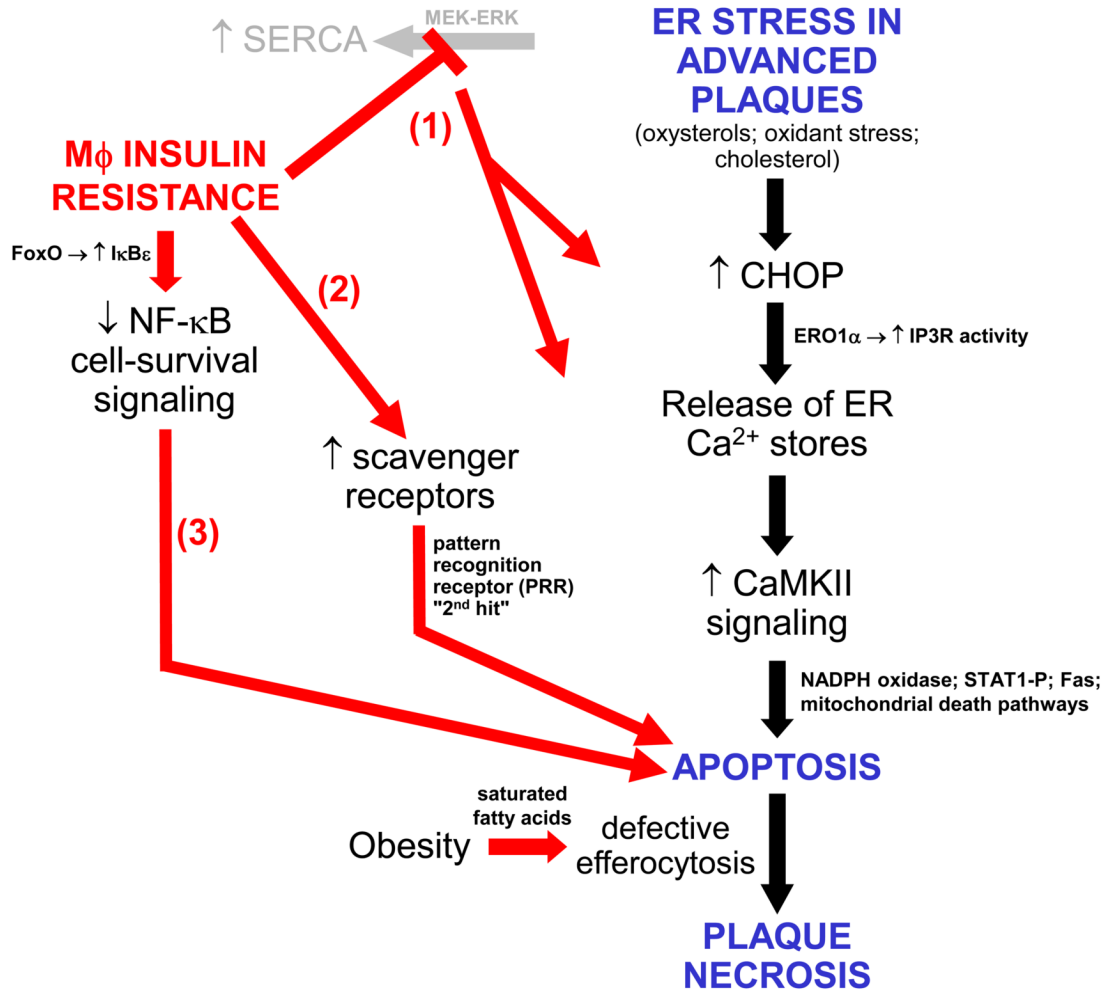 ↑ SERCA
MEK-ERK
ER STRESS IN
ADVANCED
PLAQUES
(oxysterols; oxidant stress;
cholesterol)
(1)
Mϕ INSULIN
RESISTANCE
FoxO → ↑ IκBε
↑ CHOP
(2)
↓ NF-κB
cell-survival
signaling
ERO1α → ↑ IP3R activity
Release of ER
Ca²⁺ stores
↑ scavenger
receptors
(3)
pattern
recognition
receptor (PRR)
"2ⁿᵈ hit"
↑ CaMKII
signaling
NADPH oxidase; STAT1-P; Fas;
mitochondrial death pathways
APOPTOSIS
saturated
fatty acids
Obesity
defective
efferocytosis
PLAQUE
NECROSIS